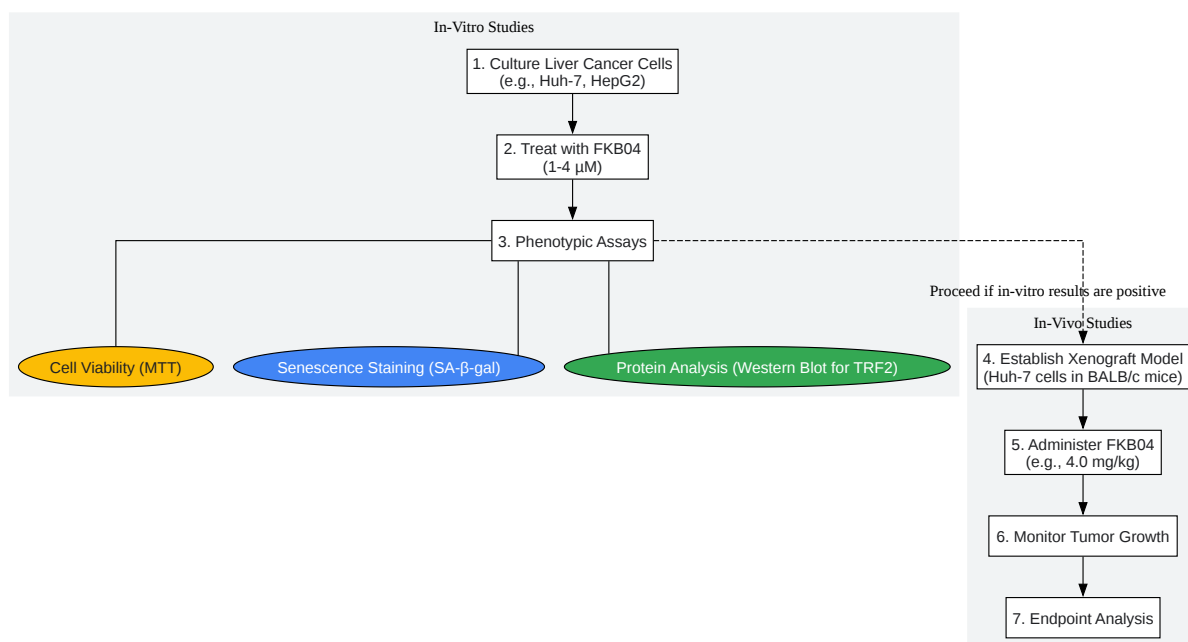 In-Vitro Studies
1. Culture Liver Cancer Cells
(e.g., Huh-7, HepG2)
2. Treat with FKB04
(1-4 µM)
3. Phenotypic Assays
Proceed if in-vitro results are positive
In-Vivo Studies
Cell Viability (MTT)
Senescence Staining (SA-β-gal)
Protein Analysis (Western Blot for TRF2)
4. Establish Xenograft Model
(Huh-7 cells in BALB/c mice)
5. Administer FKB04
(e.g., 4.0 mg/kg)
6. Monitor Tumor Growth
7. Endpoint Analysis